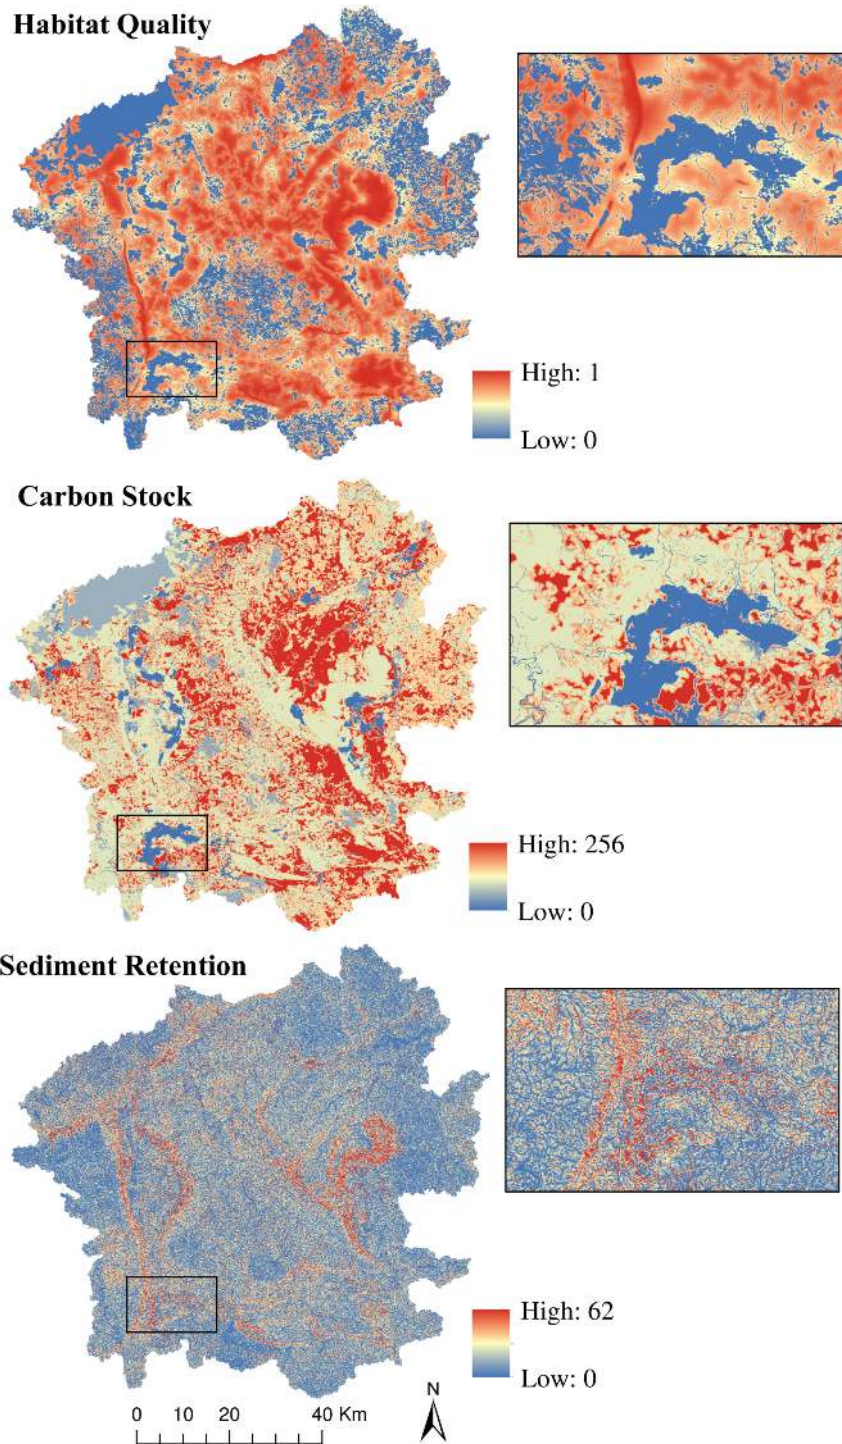 Habitat Quality
High: 1
Low: 0
Carbon Stock
High: 256
Low: 0
Sediment Retention
High: 62
Low: 0
N
0 10 20 40 Km